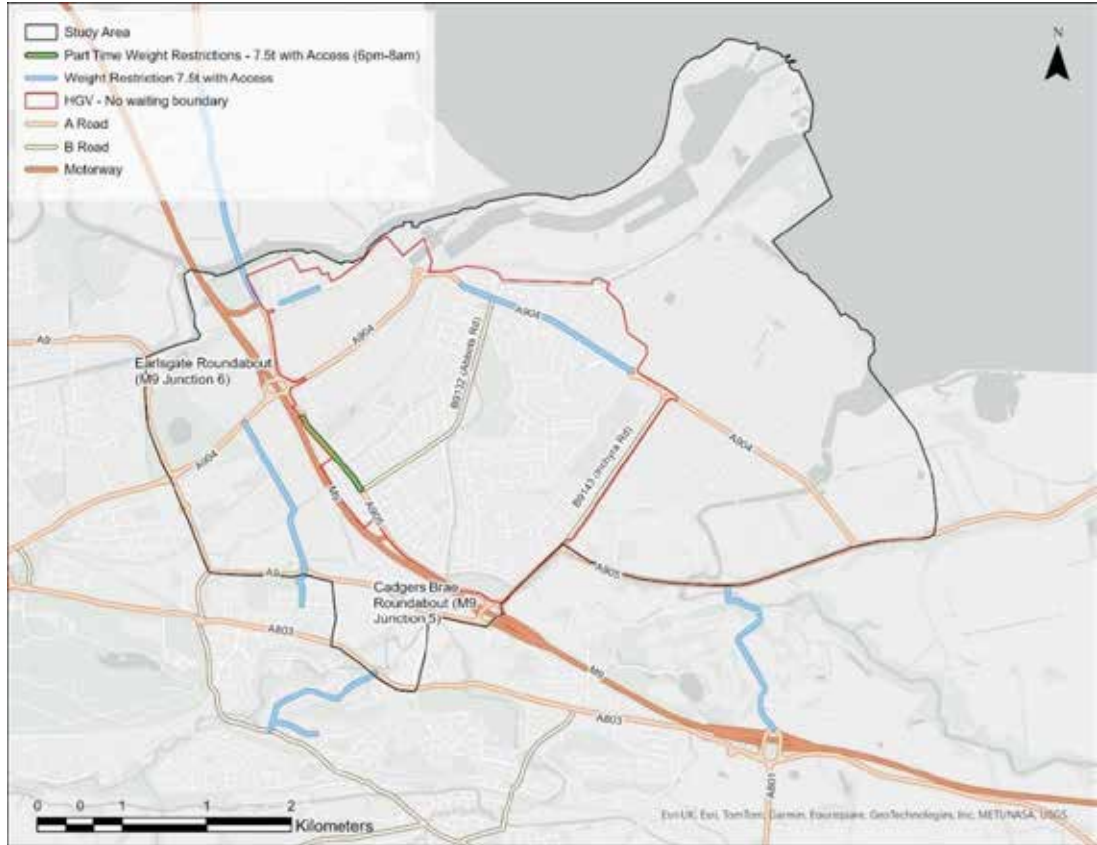 Study Area
Part Time Weight Restrictions - 7.5t with Access (6pm-8am)
Weight Restriction 7.5t with Access
HGV - No waiting boundary
A Road
B Road
Motorway
N
A904
A904
B9132 (Abbots Rd)
A9
Earlsgate Roundabout
(M9 Junction 6)
B9143 (Inchyra Rd)
A904
A904
M9
A905
A905
A9
Cadgers Brae
Roundabout (M9
Junction 5)
A803
M9
A803
A801
0 0 1 1 2
Kilometers
Esri UK, Esri, TomTom, Garmin, Foursquare, GeoTechnologies, Inc, METI/NASA, USGS